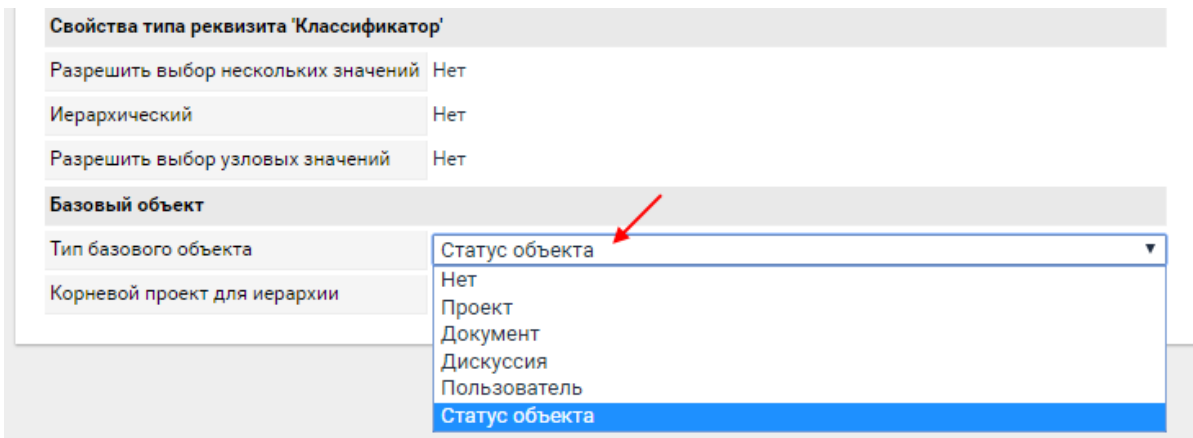 Свойства типа реквизита 'Классификатор'
Разрешить выбор нескольких значений Нет
Иерархический Нет
Разрешить выбор узловых значений Нет
Базовый объект
Тип базового объекта Статус объекта
Корневой проект для иерархии
Нет
Проект
Документ
Дискуссия
Пользователь
Статус объекта